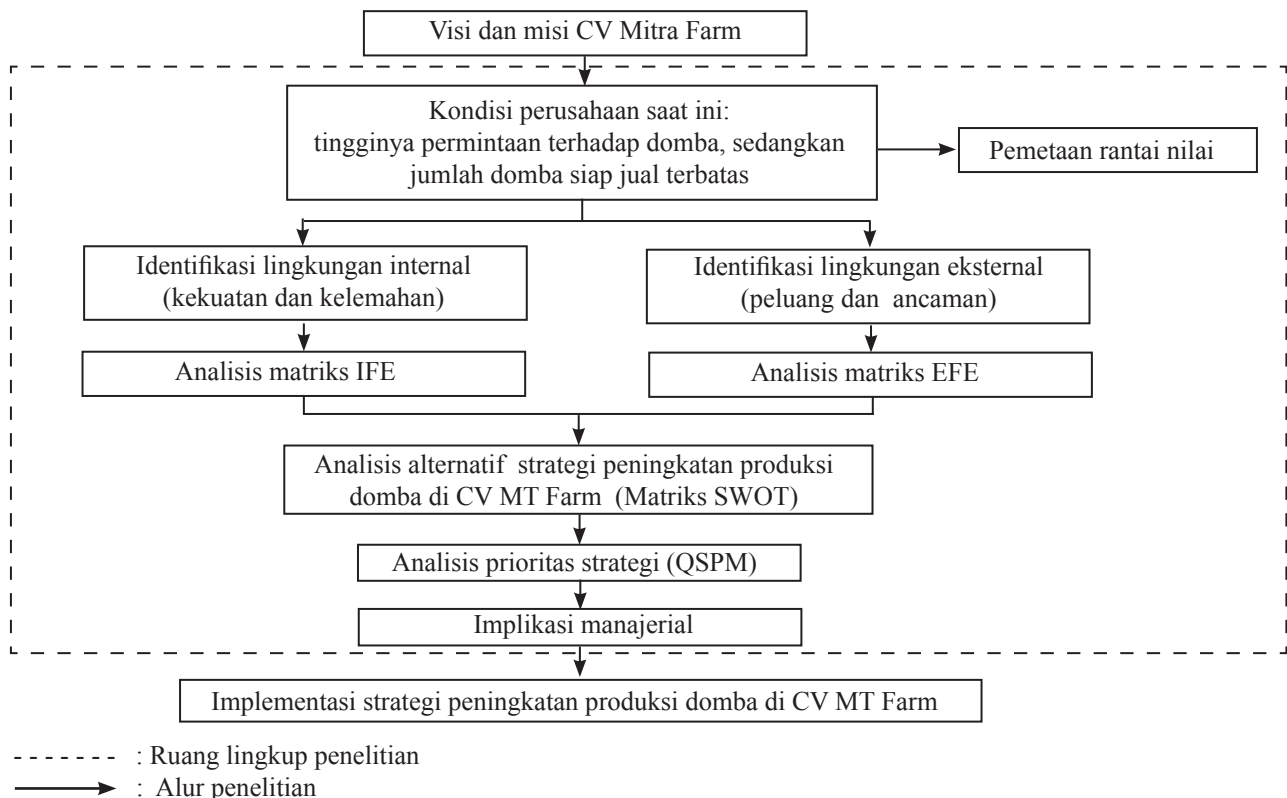 Visi dan misi CV Mitra Farm
Kondisi perusahaan saat ini:
tingginya permintaan terhadap domba, sedangkan
jumlah domba siap jual terbatas
Pemetaan rantai nilai
Identifikasi lingkungan internal
(kekuatan dan kelemahan)
Identifikasi lingkungan eksternal
(peluang dan ancaman)
Analisis matriks IFE
Analisis matriks EFE
Analisis alternatif strategi peningkatan produksi
domba di CV MT Farm (Matriks SWOT)
Analisis prioritas strategi (QSPM)
Implikasi manajerial
Implementasi strategi peningkatan produksi domba di CV MT Farm
: Ruang lingkup penelitian
: Alur penelitian